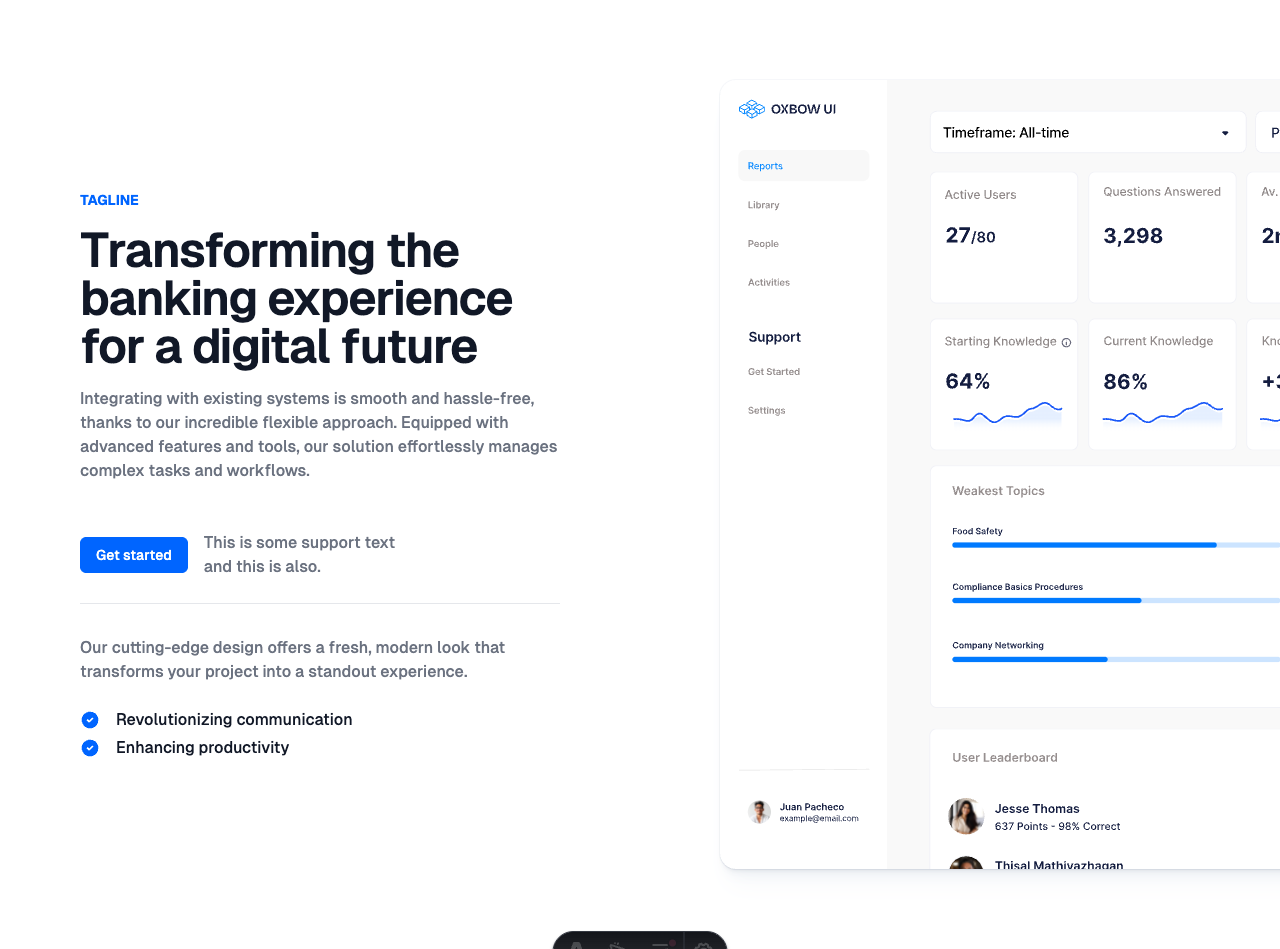 TAGLINE
Transforming the
banking experience
for a digital future
Integrating with existing systems is smooth and hassle-free,
thanks to our incredible flexible approach. Equipped with
advanced features and tools, our solution effortlessly manages
complex tasks and workflows.
Get started
This is some support text
and this is also.
Our cutting-edge design offers a fresh, modern look that
transforms your project into a standout experience.
Revolutionizing communication
Enhancing productivity
OXBOW UI
Reports
Library
People
Activities
Support
Get Started
Settings
Juan Pacheco
example@email.com
Timeframe: All-time
Active Users
27/80
Questions Answered
3,298
Av.
Starting Knowledge
64%
Current Knowledge
86%
Weakest Topics
Food Safety
Compliance Basics Procedures
Company Networking
User Leaderboard
Jesse Thomas
637 Points - 98% Correct
Thisal Mathiyazhagan